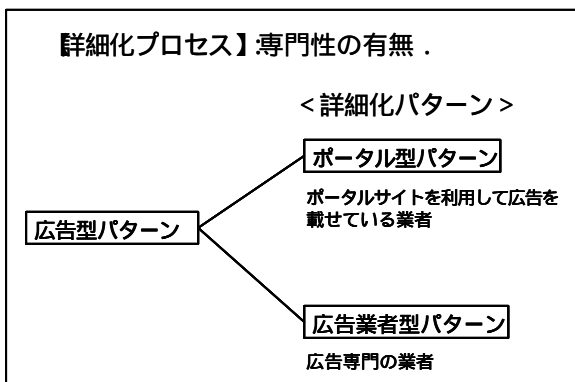 【詳細化プロセス】:専門性の有無.
<詳細化パターン>
ポータル型パターン
ポータルサイトを利用して広告を
載せている業者
広告型パターン
広告業者型パターン
広告専門の業者